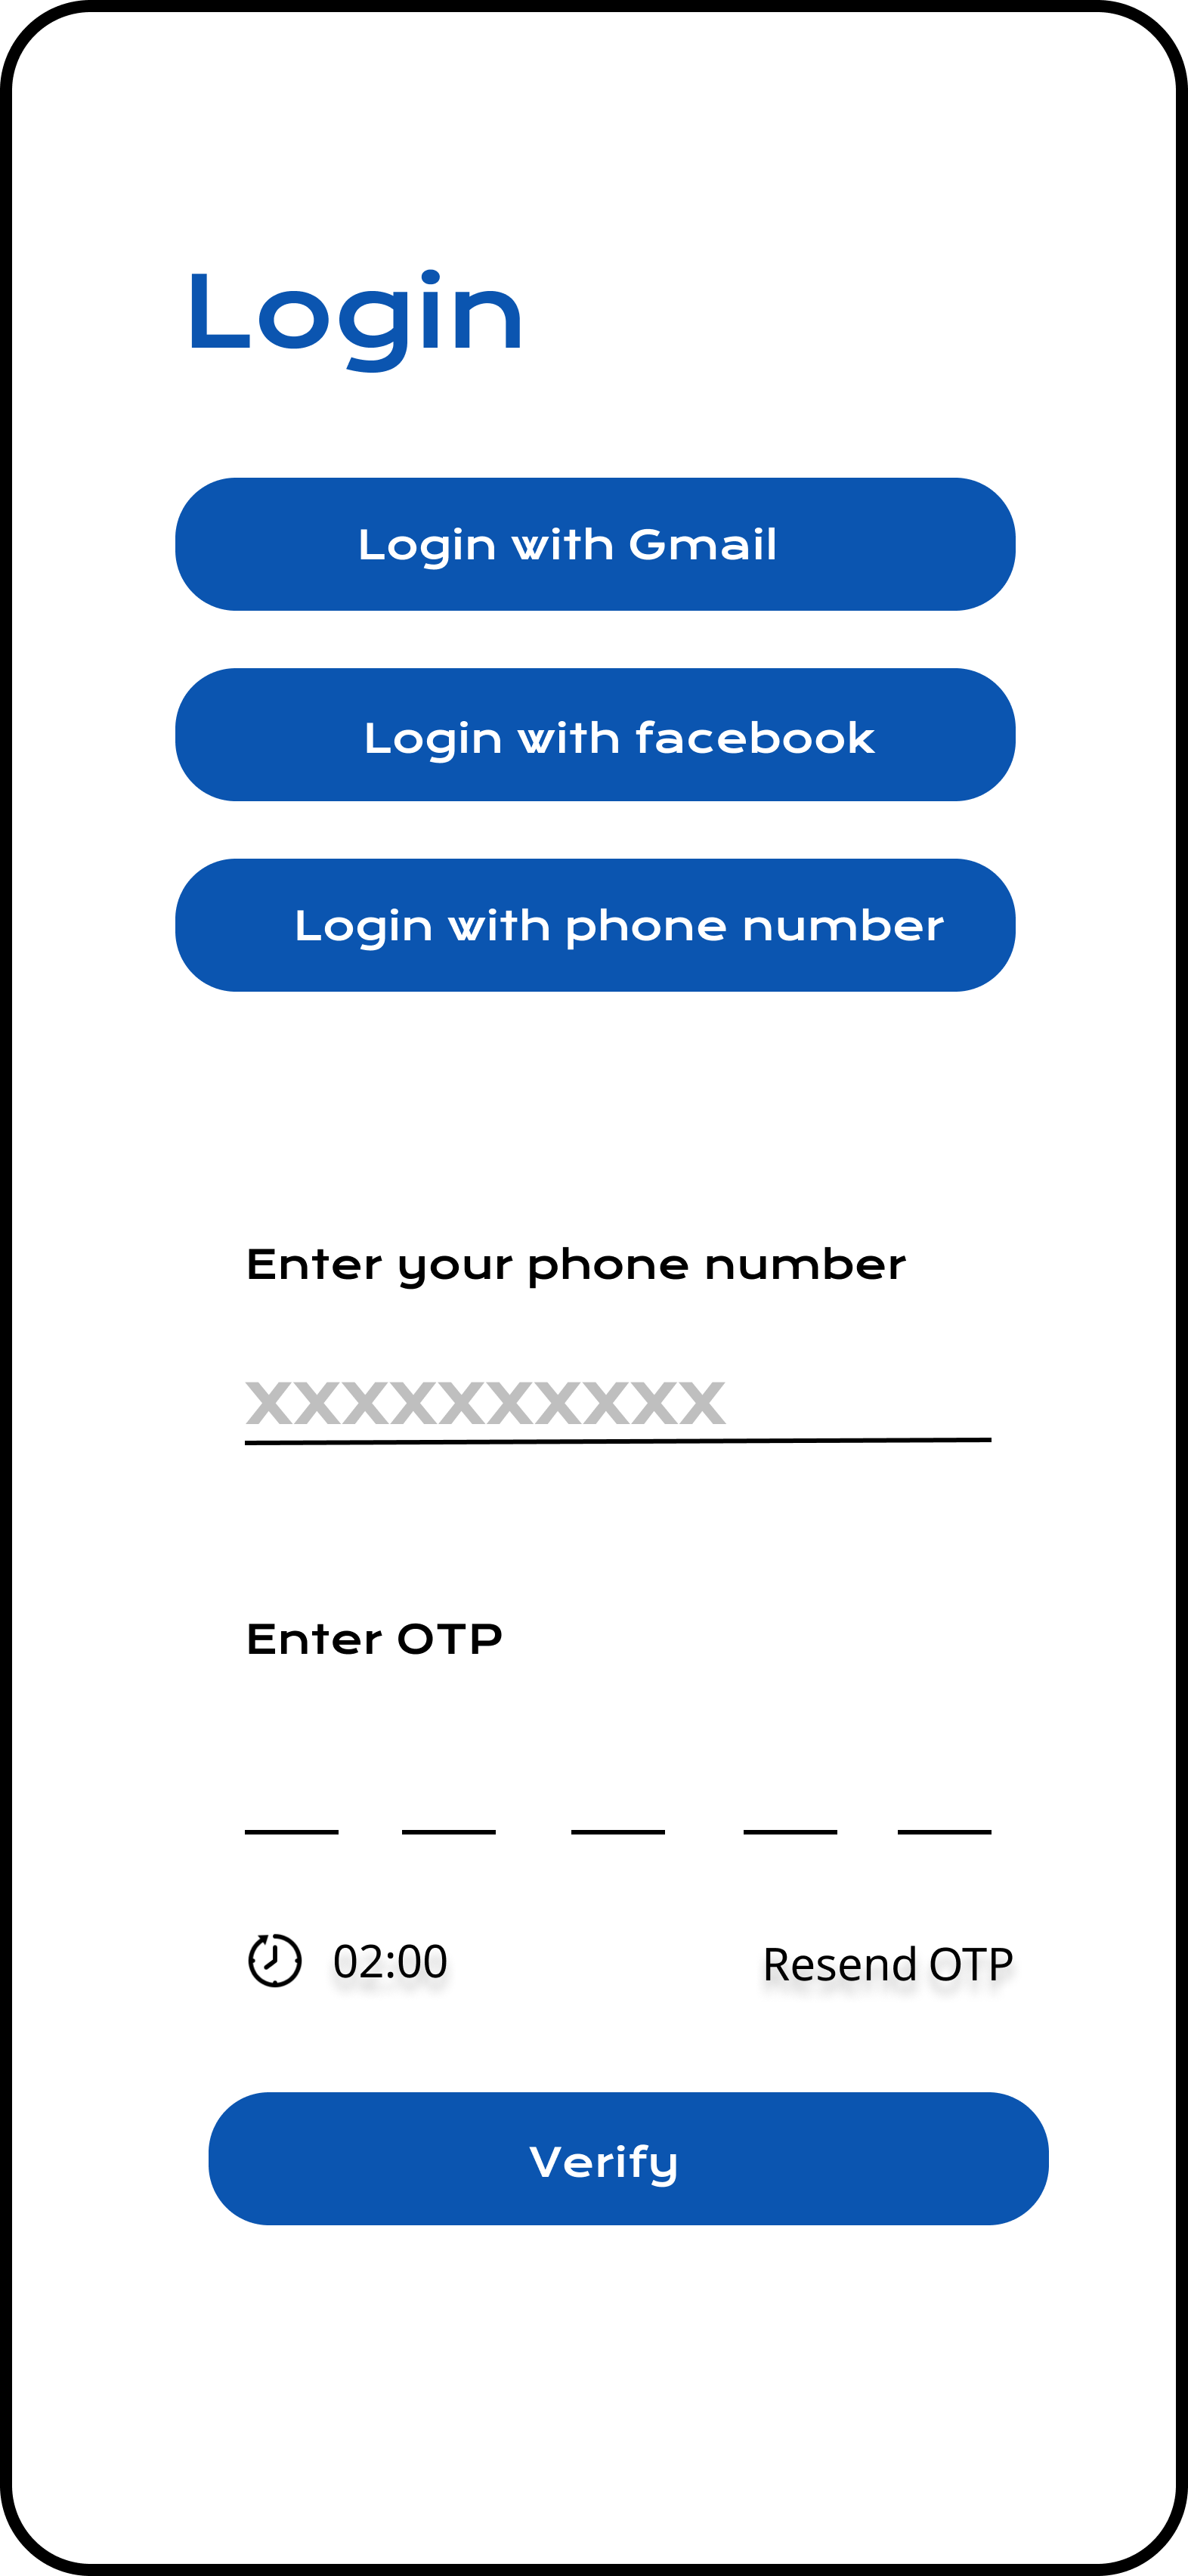 Login
Login with Gmail
Login with facebook
Login with phone number
Enter your phone number
xxxxxxxxxx
Enter OTP
02:00
Resend OTP
Verify